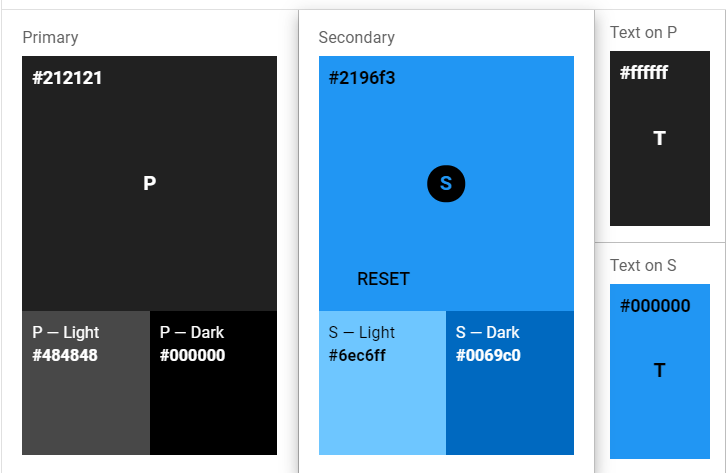 Primary
#212121
P
P — Light
#484848
P — Dark
#000000
Secondary
#2196f3
S
RESET
S — Light
#6ec6ff
S — Dark
#0069c0
Text on P
#ffffff
T
Text on S
#000000
T